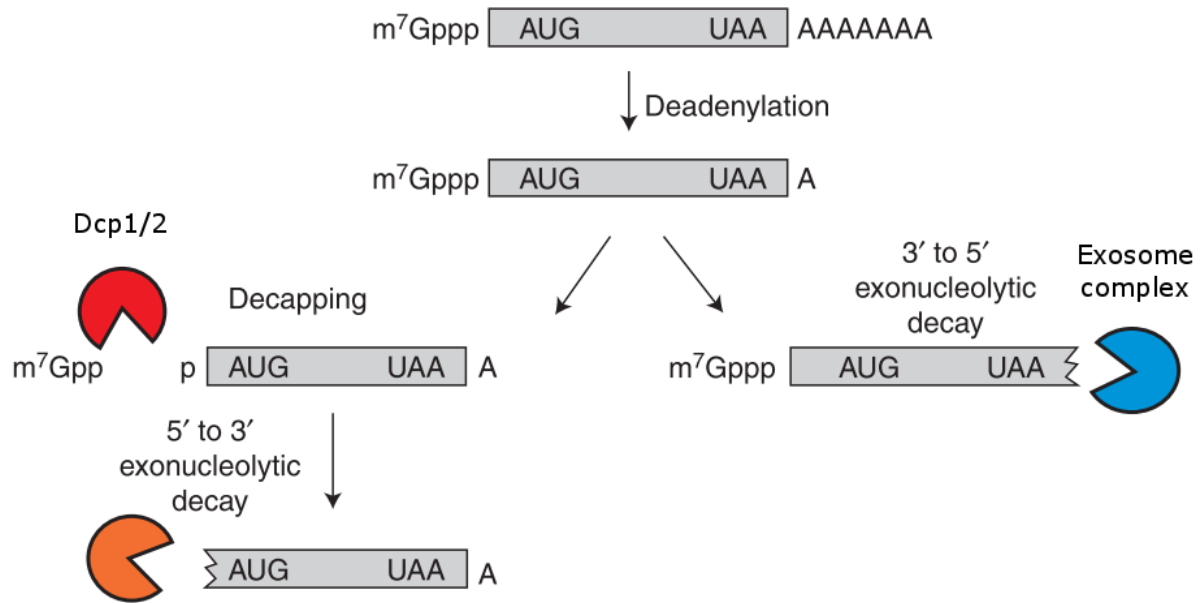 m⁷Gppp AUG UAA AAAAAAA
Deadenylation
m⁷Gppp AUG UAA A
Dcp1/2
Decapping
m⁷Gpp p AUG UAA A
3′ to 5′
exonucleolytic
decay
Exosome
complex
m⁷Gppp AUG UAA
5′ to 3′
exonucleolytic
decay
AUG UAA A